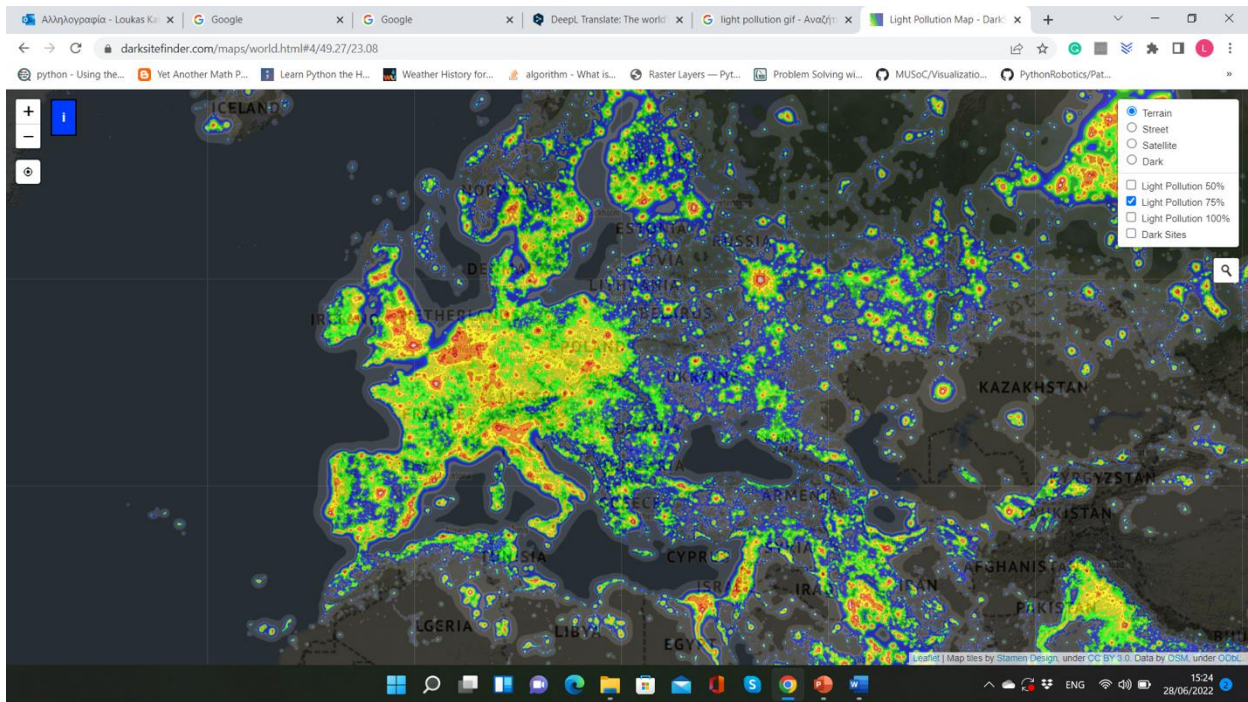 Αλληλογραφία - Loukas Ka
Google
Google
DeepL Translate: The world
light pollution gif - Αναζήτ
Light Pollution Map - Dark
darksitefinder.com/maps/world.html#4/49.27/23.08
L
python - Using the...
Yet Another Math P...
Learn Python the H...
Weather History for...
algorithm - What is...
Raster Layers — Pyt...
Problem Solving wi...
MUSoC/Visualizatio...
PythonRobotics/Pat...
»
+
i
−
Terrain
Street
Satellite
Dark
Light Pollution 50%
Light Pollution 75%
Light Pollution 100%
Dark Sites
ICELAND
ESTONIA
RUSSIA
LITHUANIA
BELARUS
UKRAINE
KAZAKHSTAN
ARMENIA
KYRGYZSTAN
CYPRUS
SYRIA
TUNISIA
IRAN
AFGHANISTAN
PAKISTAN
LIBYA
EGYPT
Leaflet | Map tiles by Stamen Design, under CC BY 3.0. Data by OSM, under ODbL.
ENG
15:24
28/06/2022
2